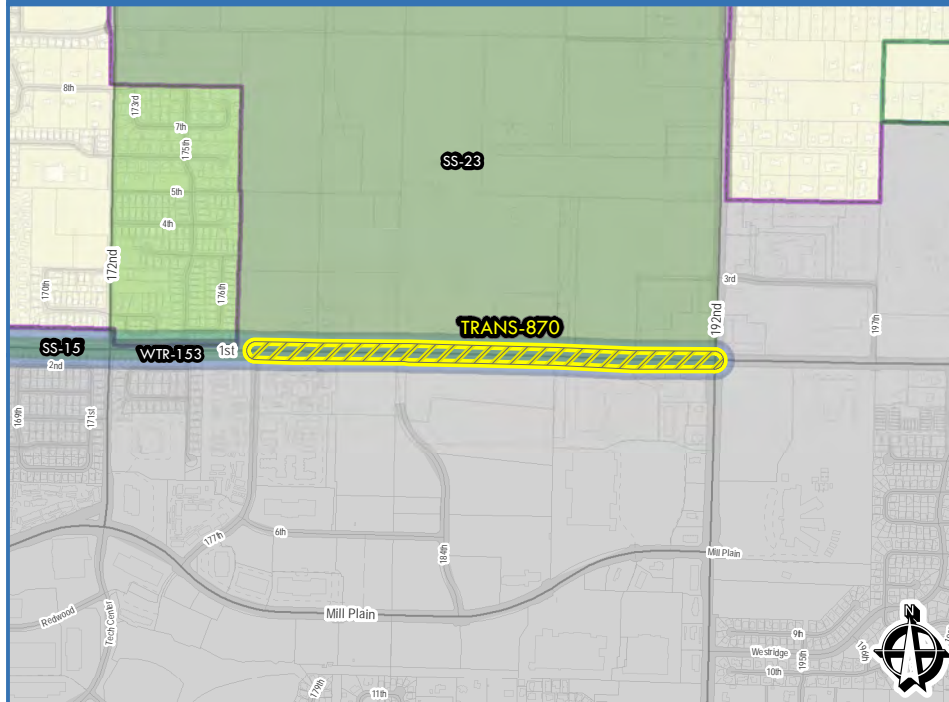 8th
173rd
7th
175th
SS-23
5th
4th
172nd
170th
176th
3rd
192nd
197th
TRANS-870
SS-15
WTR-153
1st
2nd
169th
171st
177th
6th
184th
Mill Plain
Redwood
Tech Center
Mill Plain
9th
Westridge
195th
196th
10th
179th
11th
N